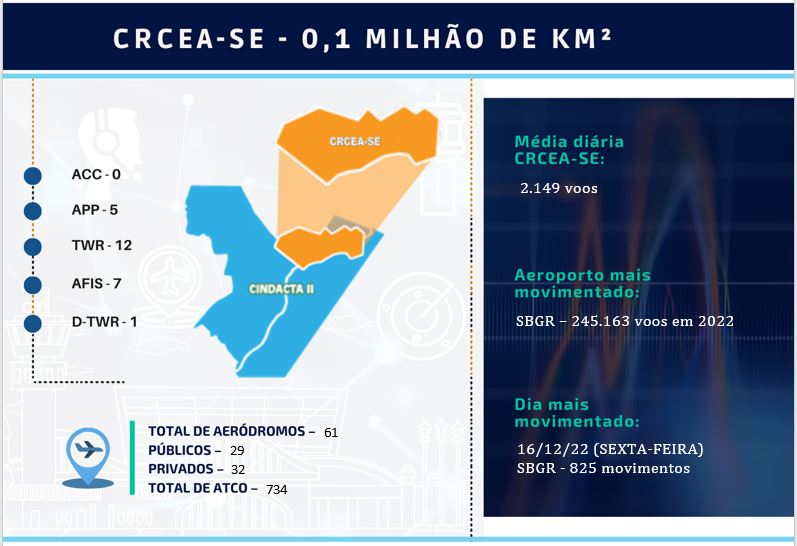 CRCEA-SE - 0,1 MILHÃO DE KM²
ACC - 0
APP - 5
TWR - 12
AFIS - 7
D-TWR - 1
CRCEA-SE
CINDACTA II
TOTAL DE AERÓDROMOS – 61
PÚBLICOS – 29
PRIVADOS – 32
TOTAL DE ATCO – 734
Média diária
CRCEA-SE:
2.149 voos
Aeroporto mais
movimentado:
SBGR – 245.163 voos em 2022
Dia mais
movimentado:
16/12/22 (SEXTA-FEIRA)
SBGR - 825 movimentos